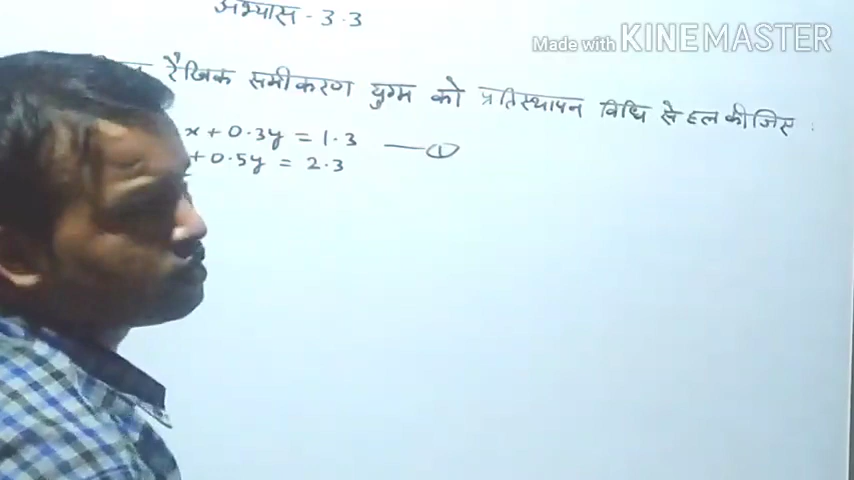 अभ्यास - 3.3
Made with KINEMASTER
रैखिक समीकरण युग्म को प्रतिस्थापन विधि से हल कीजिए :
x + 0.3y = 1.3 —— ①
+ 0.5y = 2.3